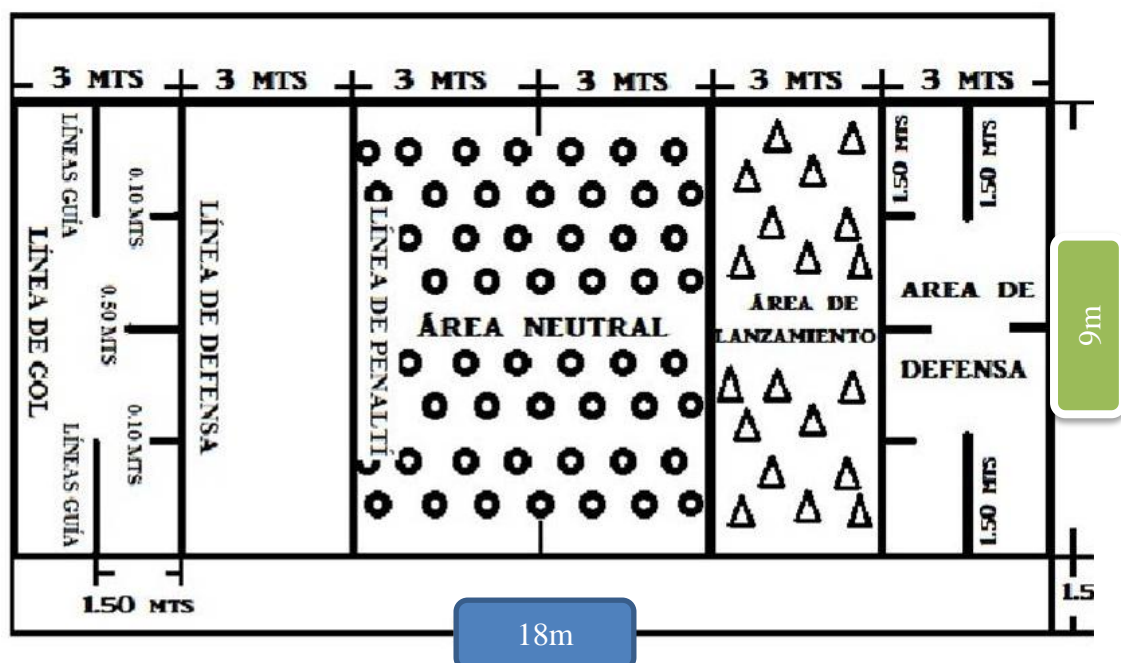 3 MTS
3 MTS
3 MTS
3 MTS
3 MTS
3 MTS
LÍNEA DE GOL
LÍNEAS GUÍA
LÍNEAS GUÍA
0.10 MTS
0.50 MTS
0.10 MTS
LÍNEA DE DEFENSA
LÍNEA DE PENALTÍ
ÁREA NEUTRAL
ÁREA DE
LANZAMIENTO
1.50 MTS
1.50 MTS
AREA DE
DEFENSA
1.50 MTS
9m
1.50 MTS
1.5
18m